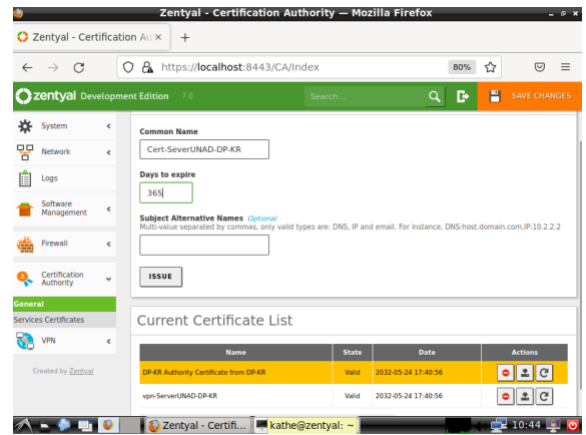 Zentyal - Certification Authority — Mozilla Firefox
Zentyal - Certification Au
https://localhost:8443/CA/Index
80%
zentyal Development Edition 7.0
Search...
SAVE CHANGES
System
Network
Logs
Software Management
Firewall
Certification Authority
General
Services Certificates
VPN
Created by Zentyal
Common Name
Cert-SeverUNAD-DP-KR
Days to expire
365
Subject Alternative Names Optional
Multi-value separated by commas, only valid types are: DNS, IP and email. For instance, DNS:host.domain.com,IP:10.2.2.2
ISSUE
Current Certificate List
Name State Date Actions
DP-KR Authority Certificate from DP-KR Valid 2032-05-24 17:40:56
vpn-ServerUNAD-DP-KR Valid 2032-05-24 17:40:56
Zentyal - Certifi...
kathe@zentyal: ~
10:44